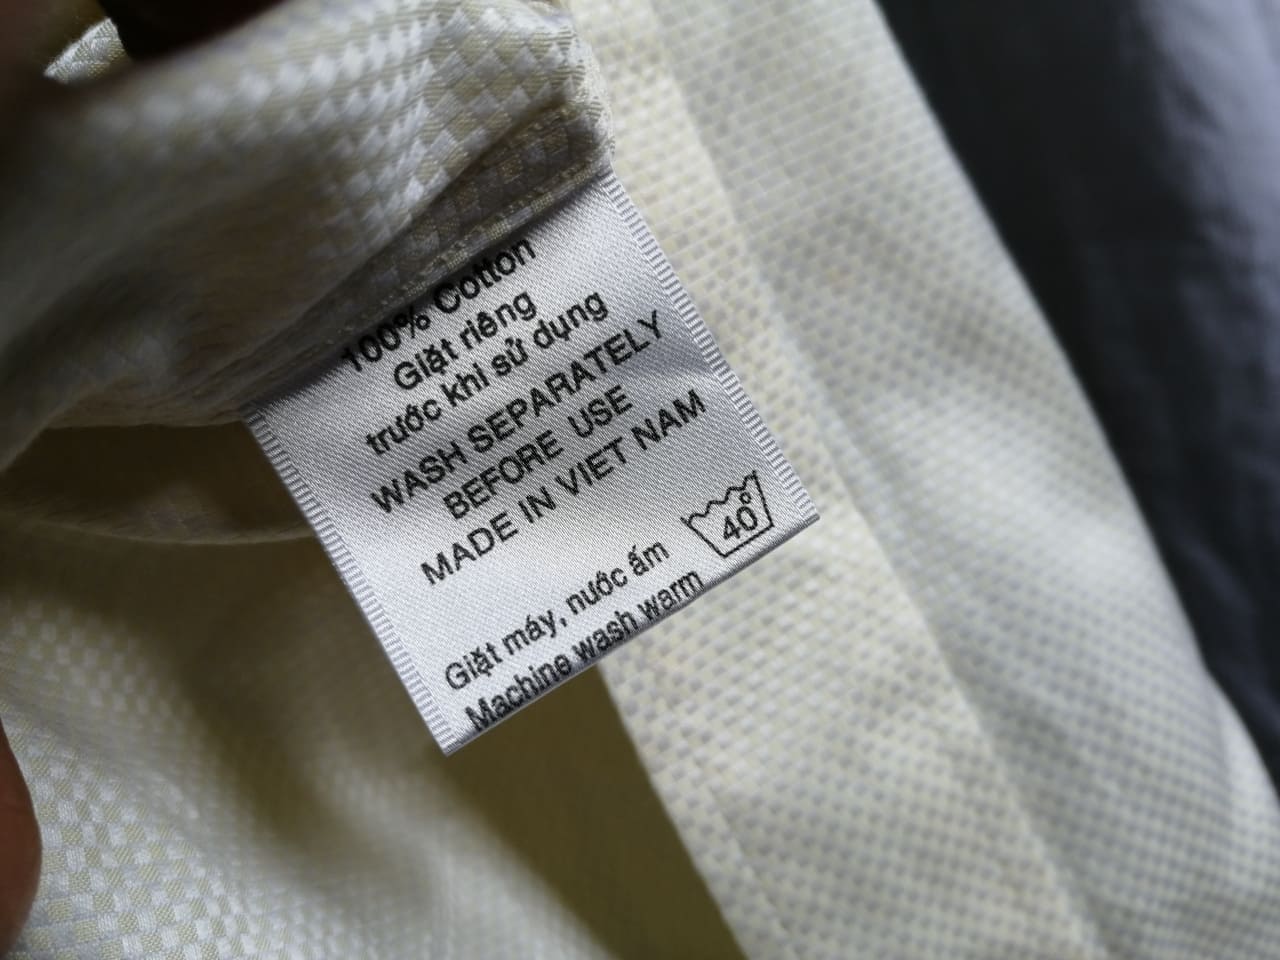 100% Cotton
Giặt riêng
trước khi sử dụng
WASH SEPARATELY
BEFORE USE
MADE IN VIET NAM
40°
Giặt máy, nước ấm
Machine wash warm